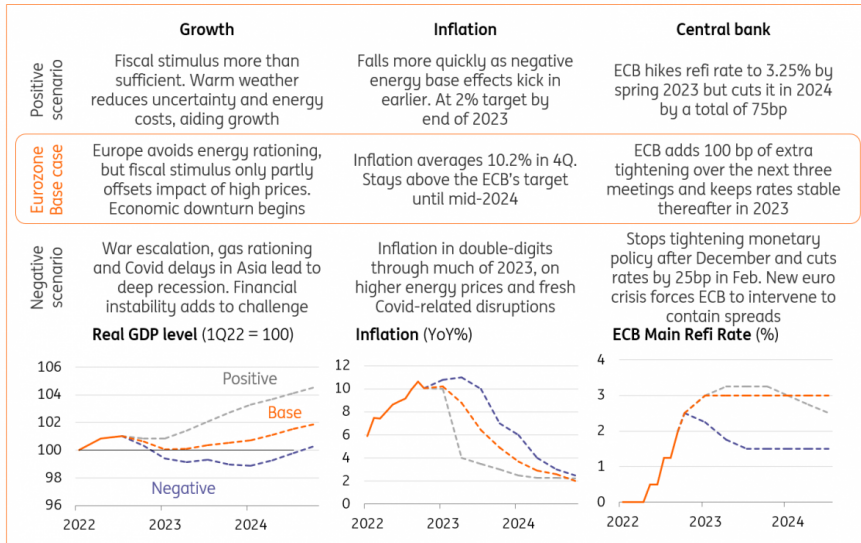 Growth
Inflation
Central bank
Positive
scenario
Fiscal stimulus more than
sufficient. Warm weather
reduces uncertainty and energy
costs, aiding growth
Falls more quickly as negative
energy base effects kick in
earlier. At 2% target by
end of 2023
ECB hikes refi rate to 3.25% by
spring 2023 but cuts it in 2024
by a total of 75bp
Eurozone
Base case
Europe avoids energy rationing,
but fiscal stimulus only partly
offsets impact of high prices.
Economic downturn begins
Inflation averages 10.2% in 4Q.
Stays above the ECB's target
until mid-2024
ECB adds 100 bp of extra
tightening over the next three
meetings and keeps rates stable
thereafter in 2023
Negative
scenario
War escalation, gas rationing
and Covid delays in Asia lead to
deep recession. Financial
instability adds to challenge
Inflation in double-digits
through much of 2023, on
higher energy prices and fresh
Covid-related disruptions
Stops tightening monetary
policy after December and cuts
rates by 25bp in Feb. New euro
crisis forces ECB to intervene to
contain spreads
Real GDP level (1Q22 = 100)
106
104
102
100
98
96
Positive
Base
Negative
2022
2023
2024
Inflation (YoY%)
12
10
8
6
4
2
0
2022
2023
2024
ECB Main Refi Rate (%)
4
3
2
1
0
2022
2023
2024